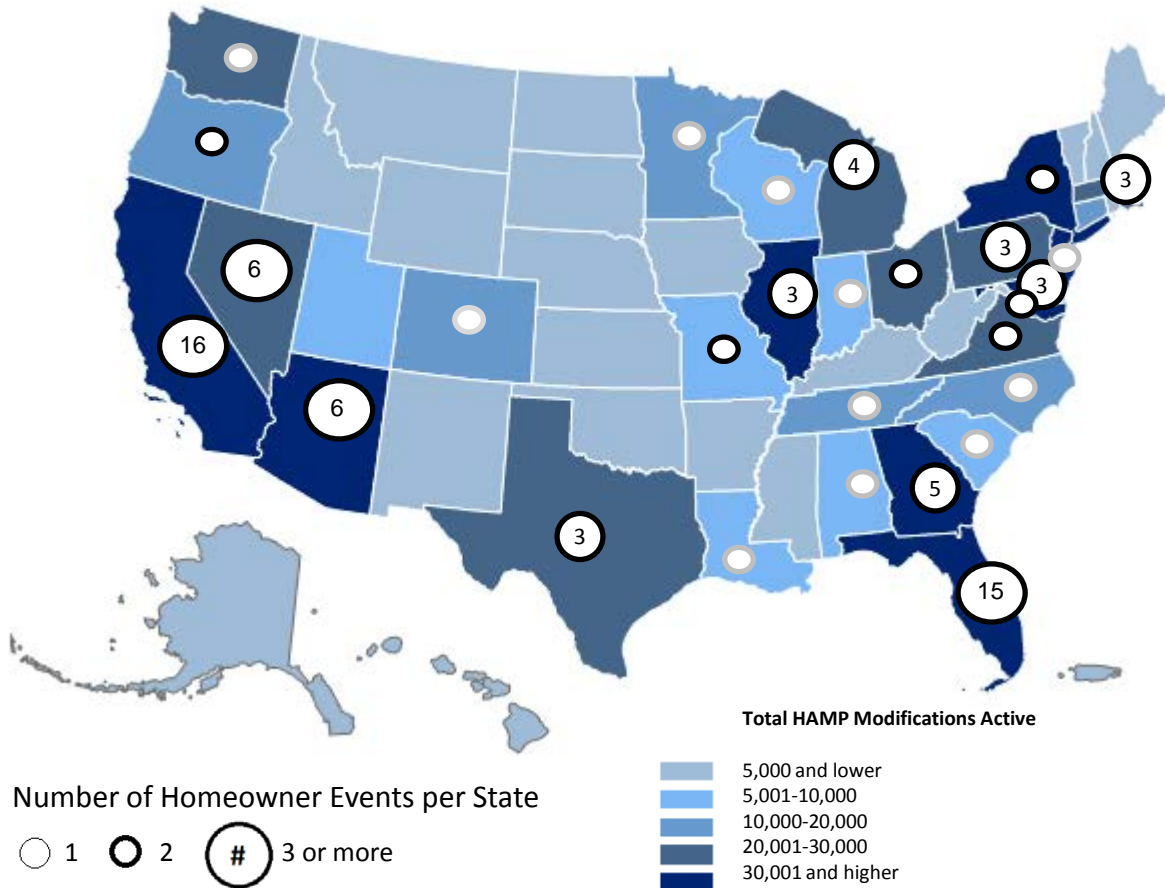 4
3
6
3
3
3
16
6
5
3
15
Total HAMP Modifications Active
5,000 and lower
5,001-10,000
10,000-20,000
20,001-30,000
30,001 and higher
Number of Homeowner Events per State
1 2 # 3 or more